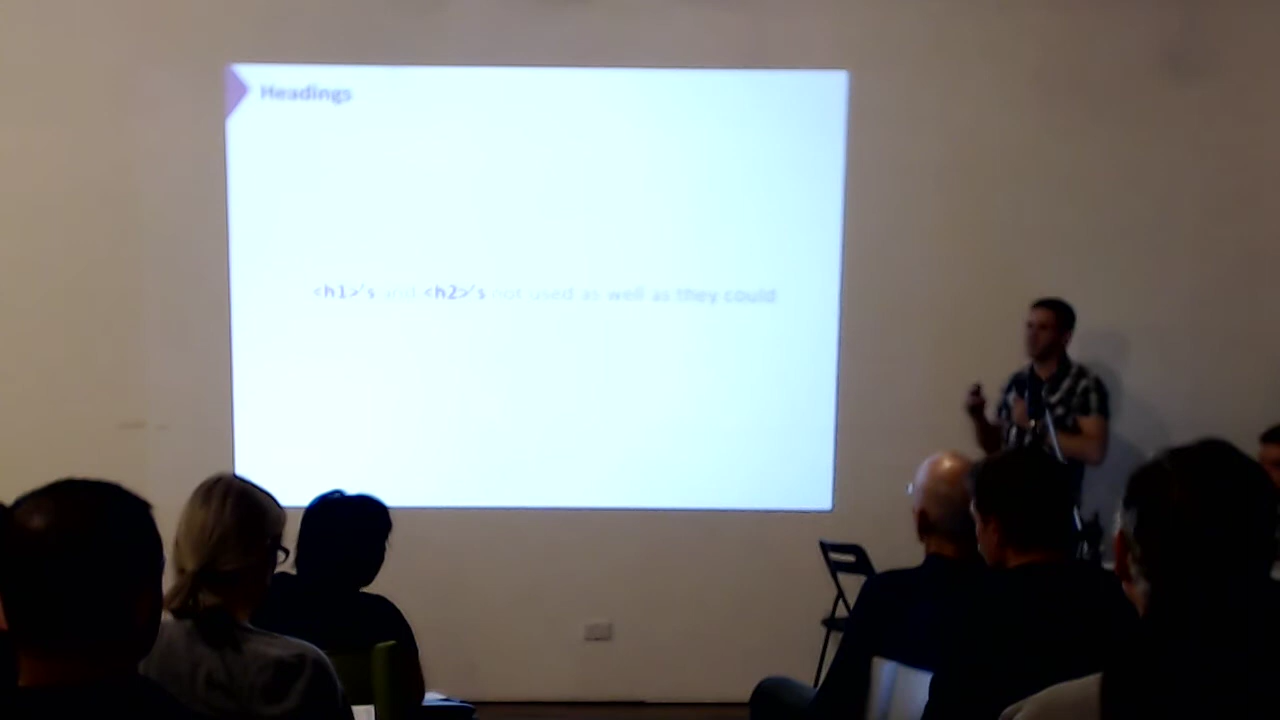 Headings
<h1>'s and <h2>'s not used as well as they could